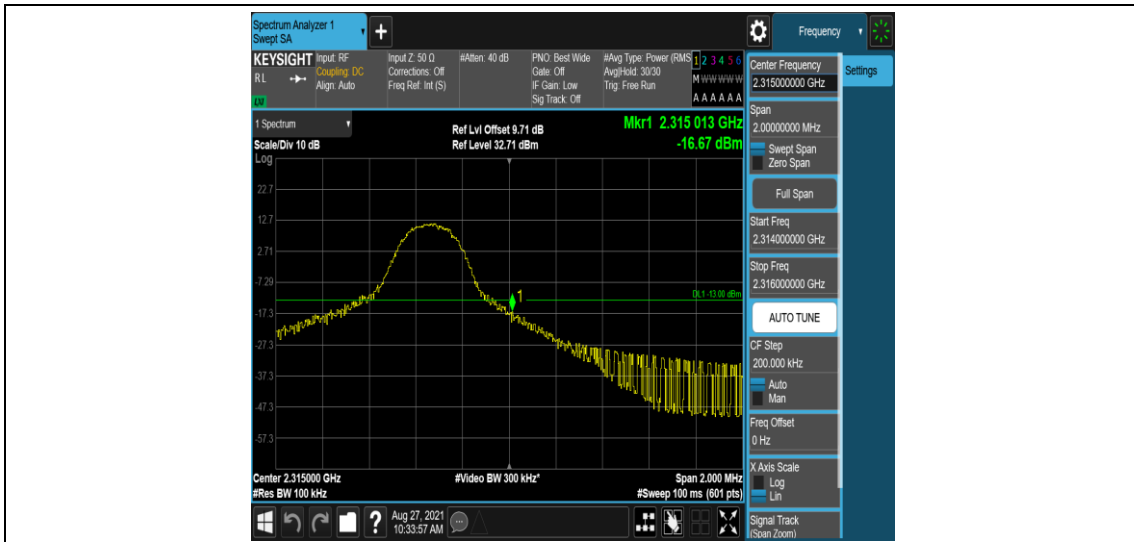 Spectrum Analyzer 1
Swept SA
+
Frequency
KEYSIGHT
RL
LXI
Input: RF
Coupling: DC
Align: Auto
Input Z: 50 Ω
Corrections: Off
Freq Ref: Int (S)
#Atten: 40 dB
PNO: Best Wide
Gate: Off
IF Gain: Low
Sig Track: Off
#Avg Type: Power (RMS
Avg|Hold: 30/30
Trig: Free Run
1 2 3 4 5 6
M W W W W W
A A A A A A
1 Spectrum
Scale/Div 10 dB
Log
Ref Lvl Offset 9.71 dB
Ref Level 32.71 dBm
Mkr1 2.315 013 GHz
-16.67 dBm
22.7
12.7
2.71
-7.29
-17.3
-27.3
-37.3
-47.3
-57.3
DL1 -13.00 dBm
1
Center 2.315000 GHz
#Res BW 100 kHz
#Video BW 300 kHz*
Span 2.000 MHz
#Sweep 100 ms (601 pts)
?
Aug 27, 2021
10:33:57 AM
Center Frequency
2.315000000 GHz
Settings
Span
2.00000000 MHz
Swept Span
Zero Span
Full Span
Start Freq
2.314000000 GHz
Stop Freq
2.316000000 GHz
AUTO TUNE
CF Step
200.000 kHz
Auto
Man
Freq Offset
0 Hz
X Axis Scale
Log
Lin
Signal Track
(Span Zoom)